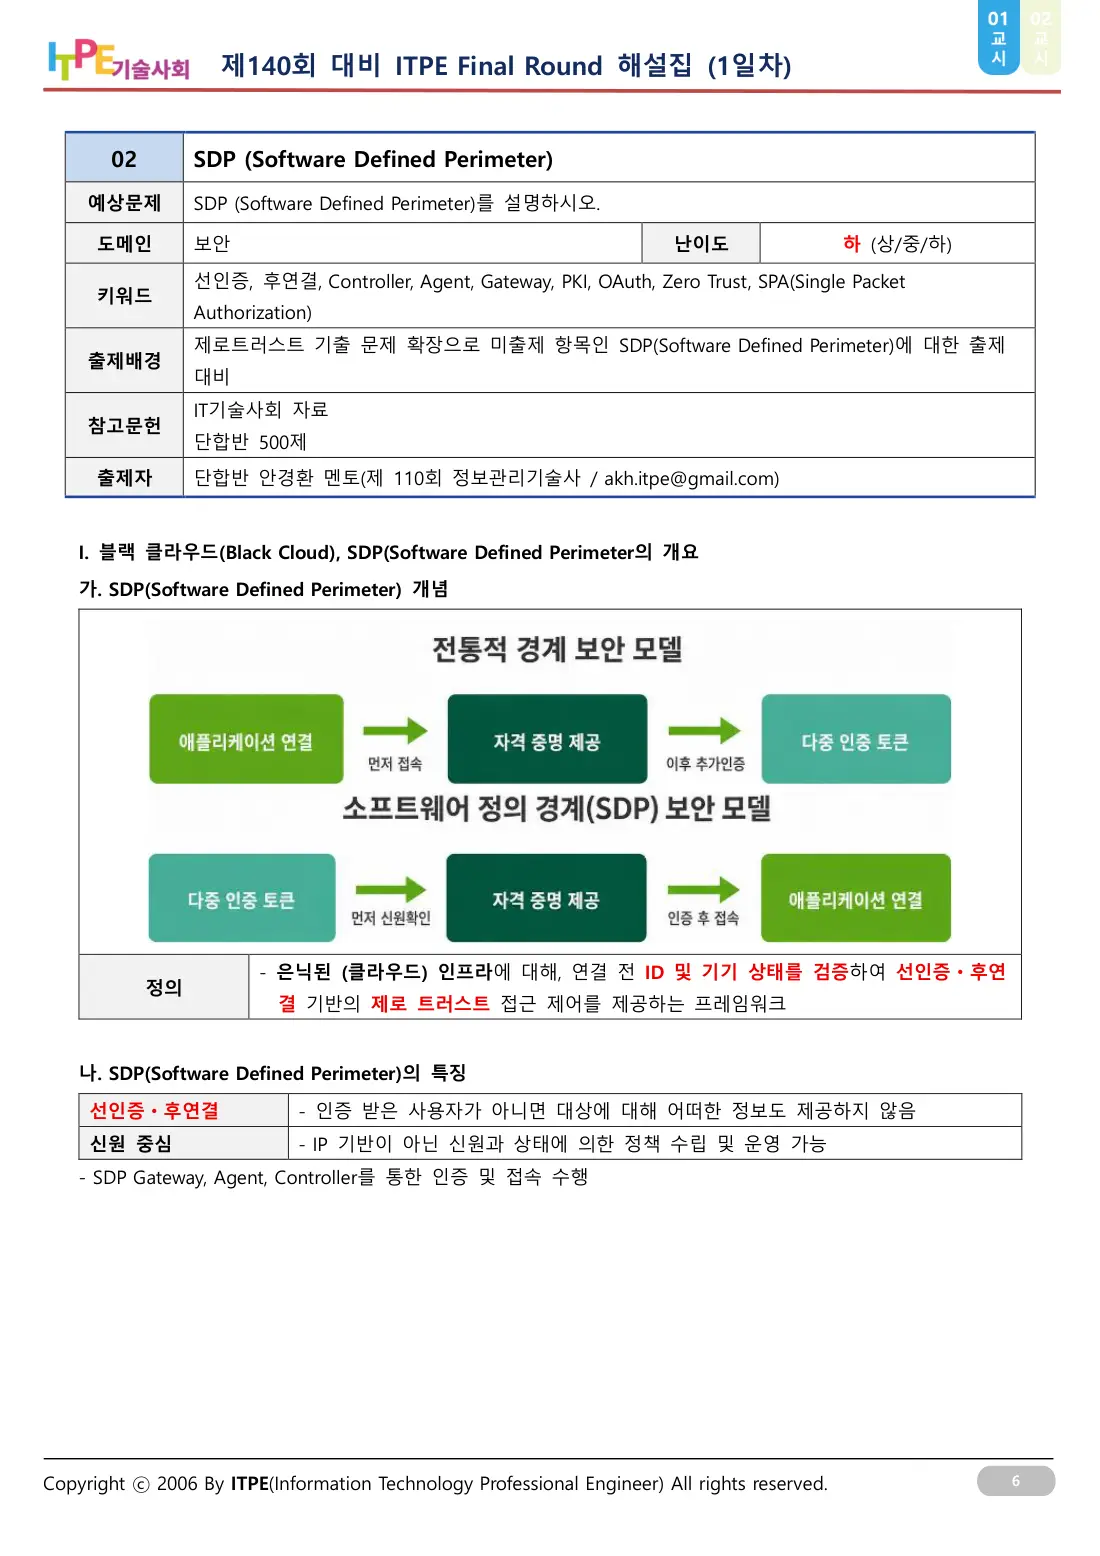 ITPE기술사회 제140회 대비 ITPE Final Round 해설집 (1일차)
01
교
시
02
교
시
02 SDP (Software Defined Perimeter)
예상문제 SDP (Software Defined Perimeter)를 설명하시오.
도메인 보안 난이도 하 (상/중/하)
키워드 선인증, 후연결, Controller, Agent, Gateway, PKI, OAuth, Zero Trust, SPA(Single Packet
Authorization)
출제배경 제로트러스트 기출 문제 확장으로 미출제 항목인 SDP(Software Defined Perimeter)에 대한 출제
대비
참고문헌 IT기술사회 자료
단합반 500제
출제자 단합반 안경환 멘토(제 110회 정보관리기술사 / akh.itpe@gmail.com)
I. 블랙 클라우드(Black Cloud), SDP(Software Defined Perimeter의 개요
가. SDP(Software Defined Perimeter) 개념
전통적 경계 보안 모델
애플리케이션 연결 먼저 접속 자격 증명 제공 이후 추가인증 다중 인증 토큰
소프트웨어 정의 경계(SDP) 보안 모델
다중 인증 토큰 먼저 신원확인 자격 증명 제공 인증 후 접속 애플리케이션 연결
정의 - 은닉된 (클라우드) 인프라에 대해, 연결 전 ID 및 기기 상태를 검증하여 선인증・후연
결 기반의 제로 트러스트 접근 제어를 제공하는 프레임워크
나. SDP(Software Defined Perimeter)의 특징
선인증・후연결 - 인증 받은 사용자가 아니면 대상에 대해 어떠한 정보도 제공하지 않음
신원 중심 - IP 기반이 아닌 신원과 상태에 의한 정책 수립 및 운영 가능
- SDP Gateway, Agent, Controller를 통한 인증 및 접속 수행
Copyright ⓒ 2006 By ITPE(Information Technology Professional Engineer) All rights reserved.
6